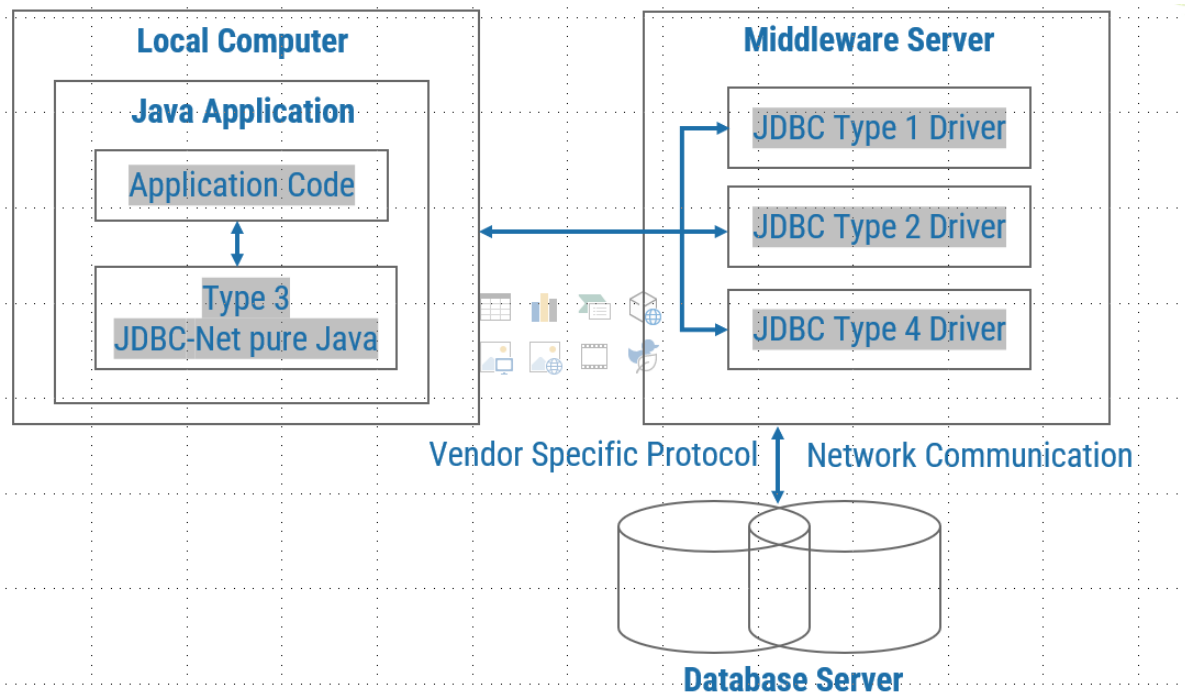 Local Computer
Java Application
Application Code
Type 3
JDBC-Net pure Java
Middleware Server
JDBC Type 1 Driver
JDBC Type 2 Driver
JDBC Type 4 Driver
Vendor Specific Protocol
Network Communication
Database Server